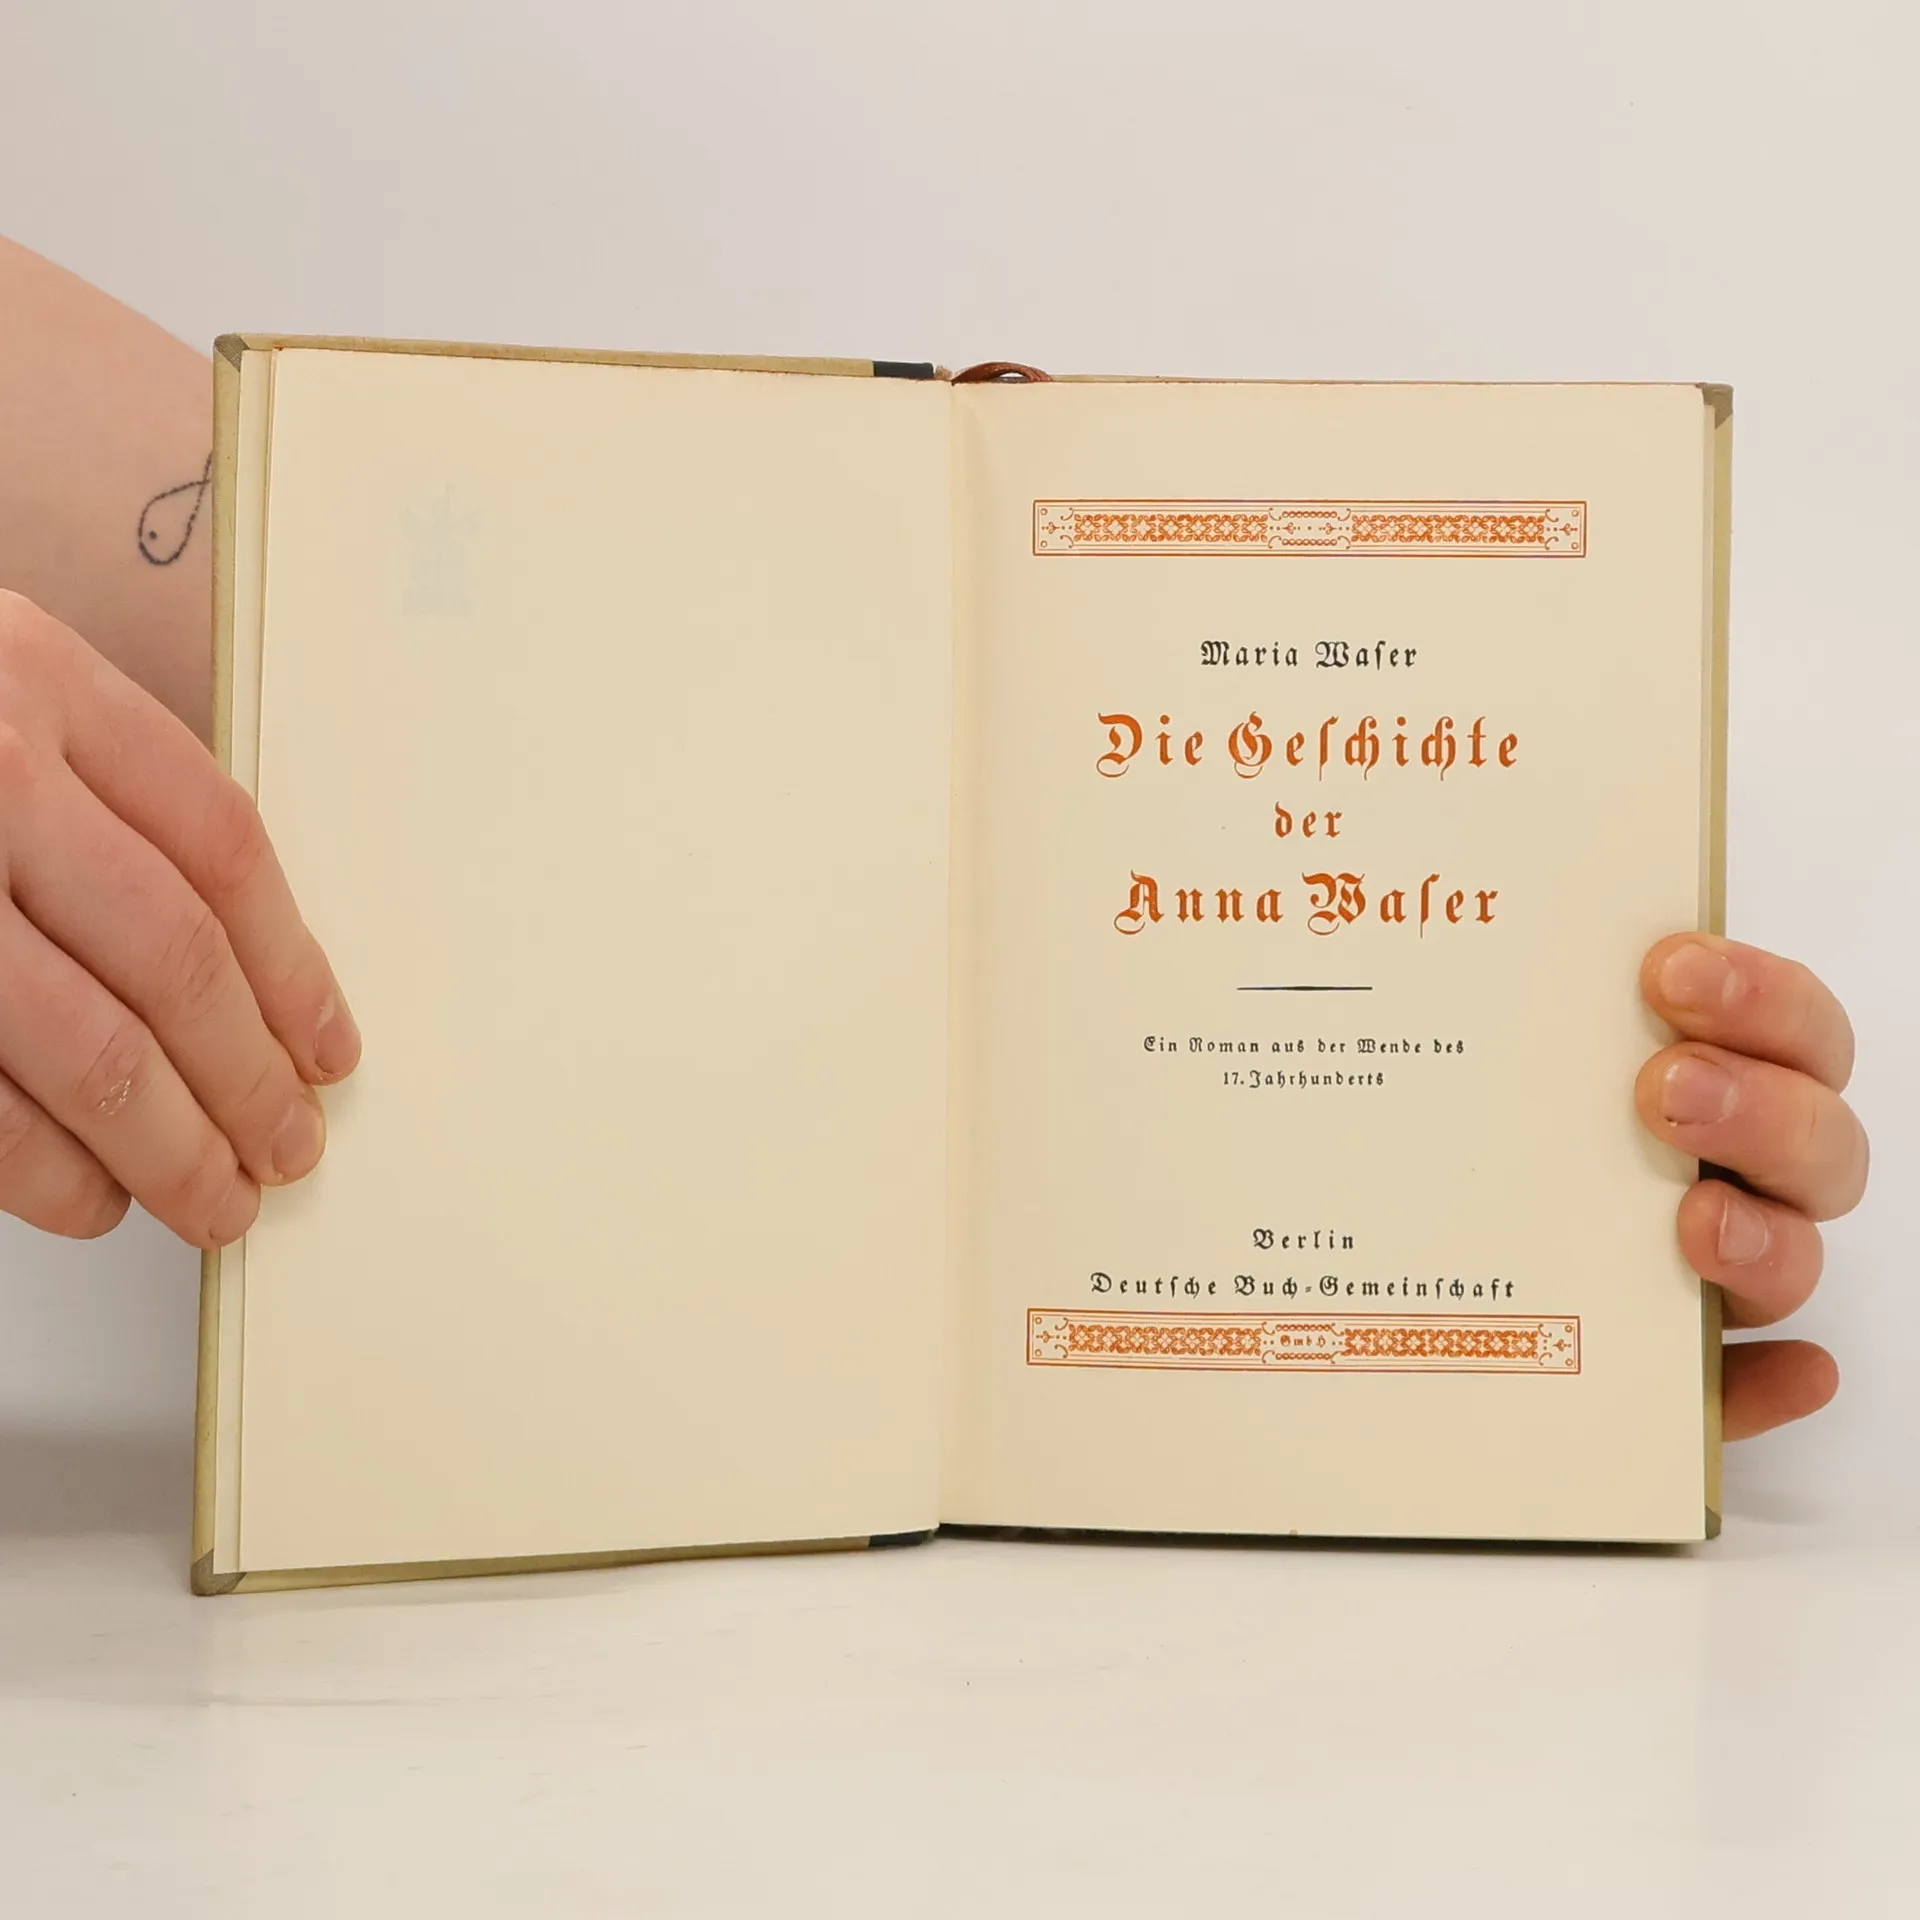 Maria Waſer
Die Geſchichte
der
Anna Waſer
Ein Roman aus der Wende des
17. Jahrhunderts
Berlin
Deutſche Buch-Gemeinſchaft
GmbH